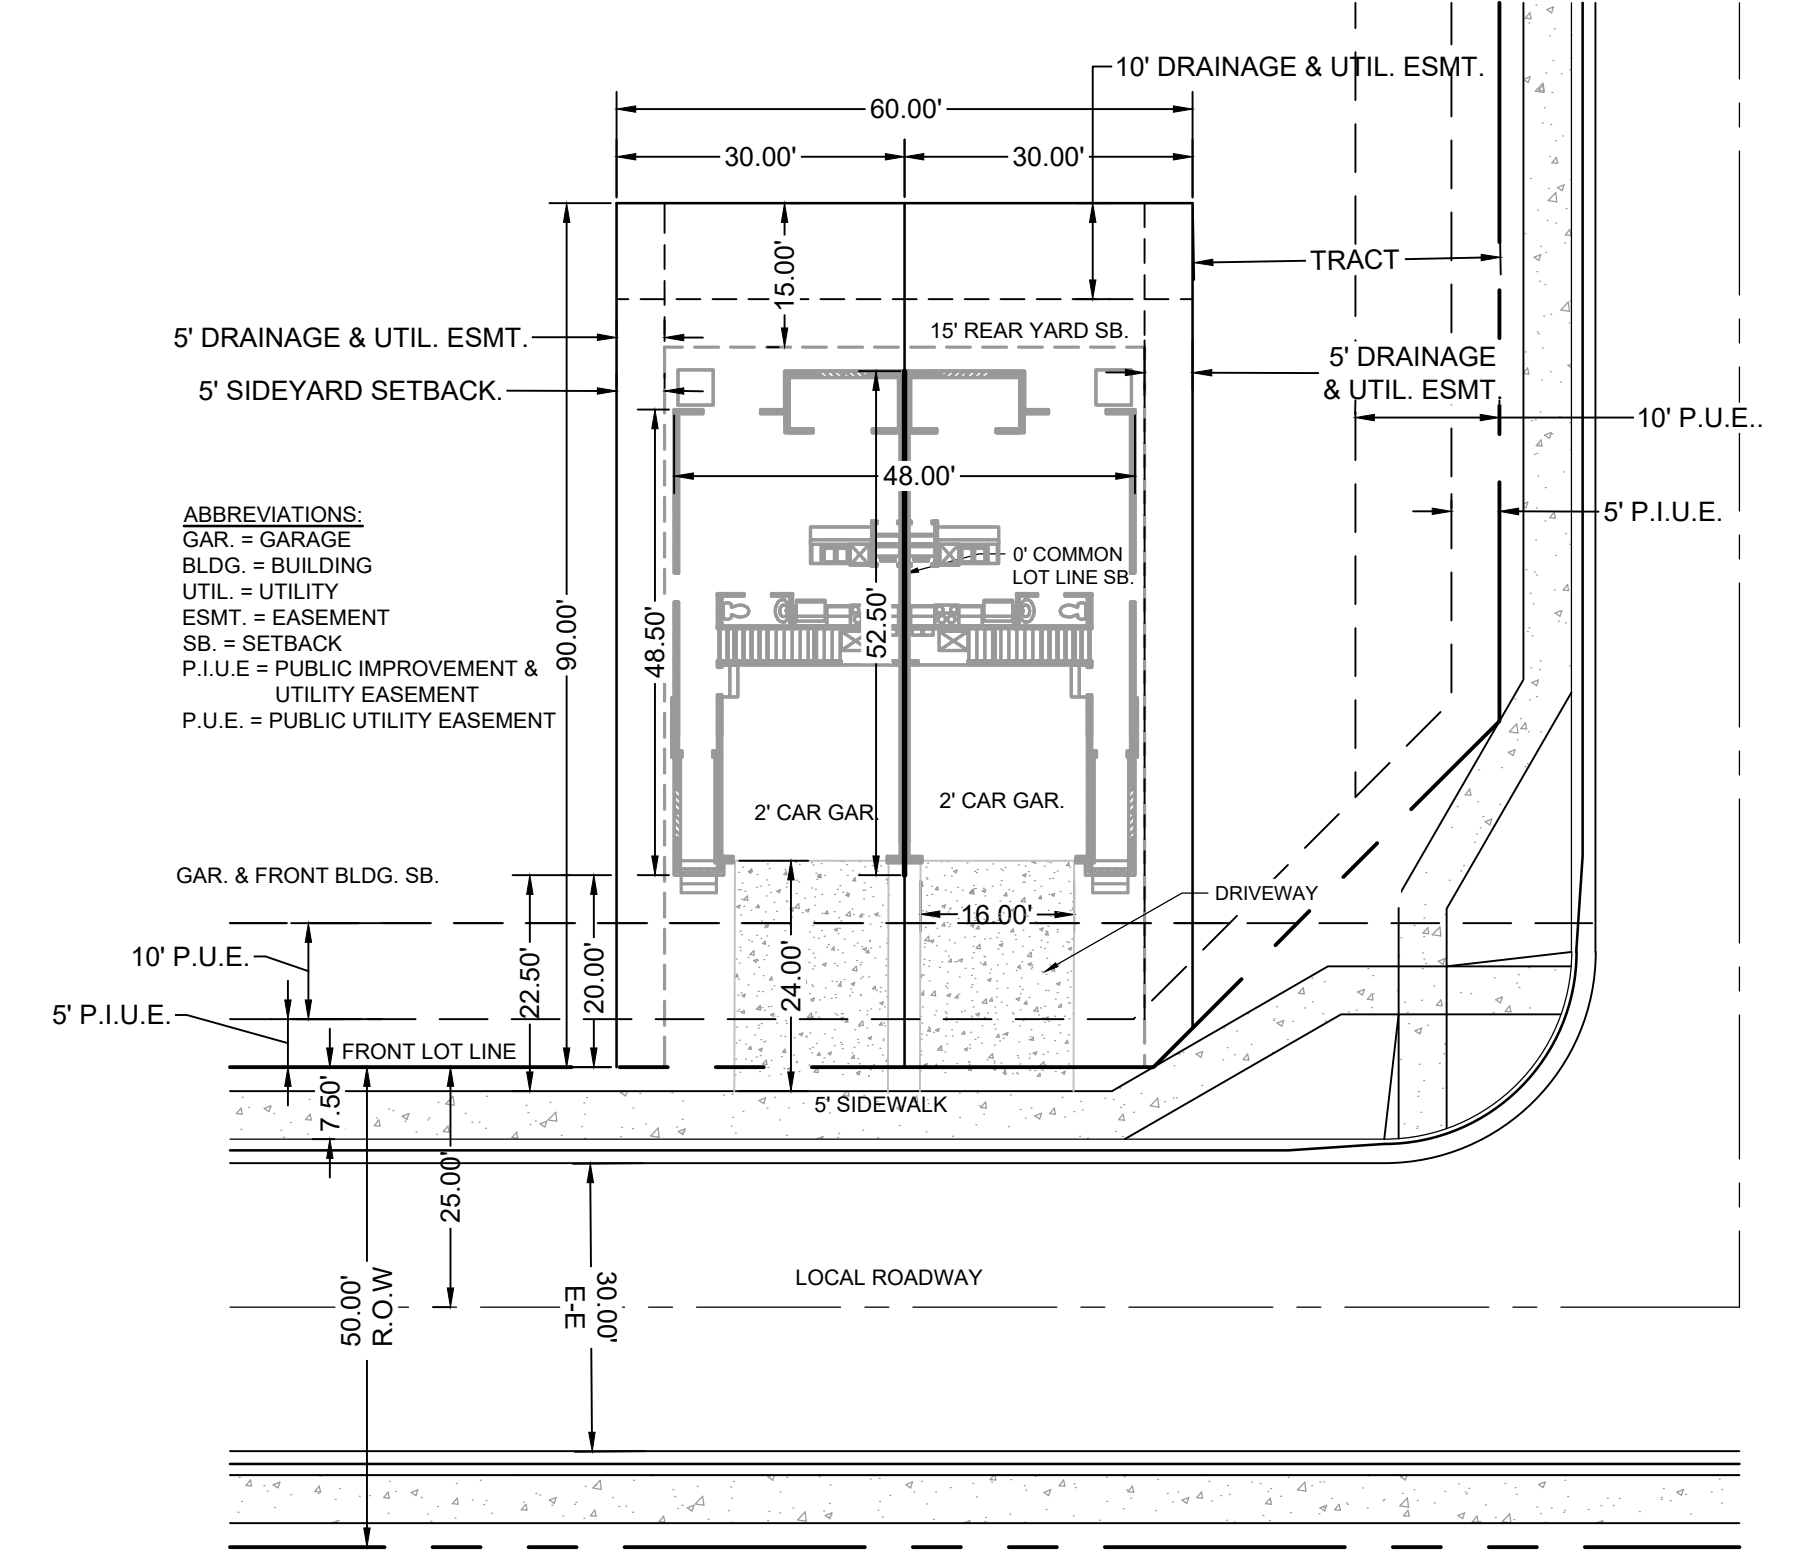 10' DRAINAGE & UTIL. ESMT.
60.00'
30.00'
30.00'
15.00'
TRACT
5' DRAINAGE & UTIL. ESMT.
15' REAR YARD SB.
5' DRAINAGE
& UTIL. ESMT.
5' SIDEYARD SETBACK.
10' P.U.E..
48.00'
ABBREVIATIONS:
GAR. = GARAGE
BLDG. = BUILDING
UTIL. = UTILITY
ESMT. = EASEMENT
SB. = SETBACK
P.I.U.E = PUBLIC IMPROVEMENT &
UTILITY EASEMENT
P.U.E. = PUBLIC UTILITY EASEMENT
5' P.I.U.E.
0' COMMON
LOT LINE SB.
90.00'
48.50'
52.50'
2' CAR GAR.
2' CAR GAR.
GAR. & FRONT BLDG. SB.
DRIVEWAY
16.00'
10' P.U.E.
22.50'
20.00'
24.00'
5' P.I.U.E.
FRONT LOT LINE
7.50'
5' SIDEWALK
25.00'
LOCAL ROADWAY
50.00'
R.O.W
30.00'
E-E